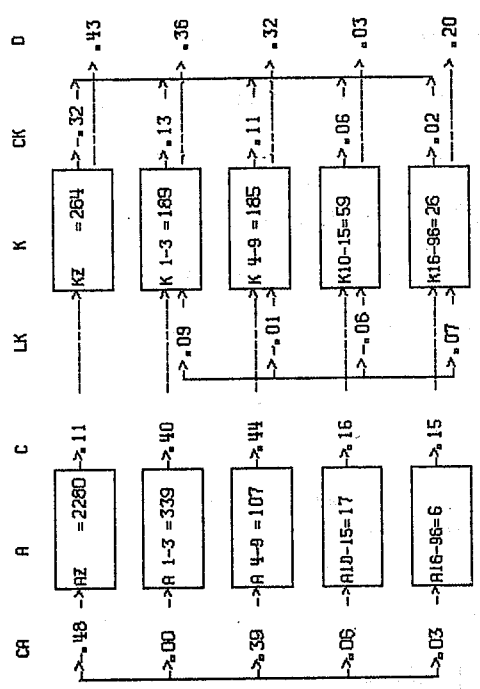 CA A C LK K CK D
-.48 AZ =2280 .11 KZ =264 -.32
.43
.00 A 1-3 =339 .40 K 1-3 =189 .13
.09 .36
.39 A 4-9 =107 .44 K 4-9 =185 .11
-.01 .32
.06 A10-15=17 .16 K10-15=59 .06
-.06 .03
.03 A16-96=6 .15 K16-96=26 .02
.07 .20